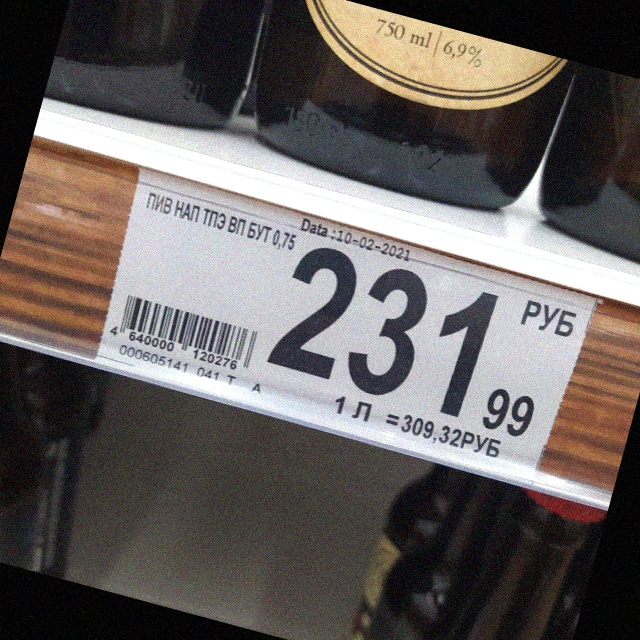 750 ml | 6,9%
ПИВ НАП ТПЭ ВП БУТ 0,75
Data :10-02-2021
231 99
РУБ
4 640000 120276
000605141 041 T A
1 Л =309,32РУБ